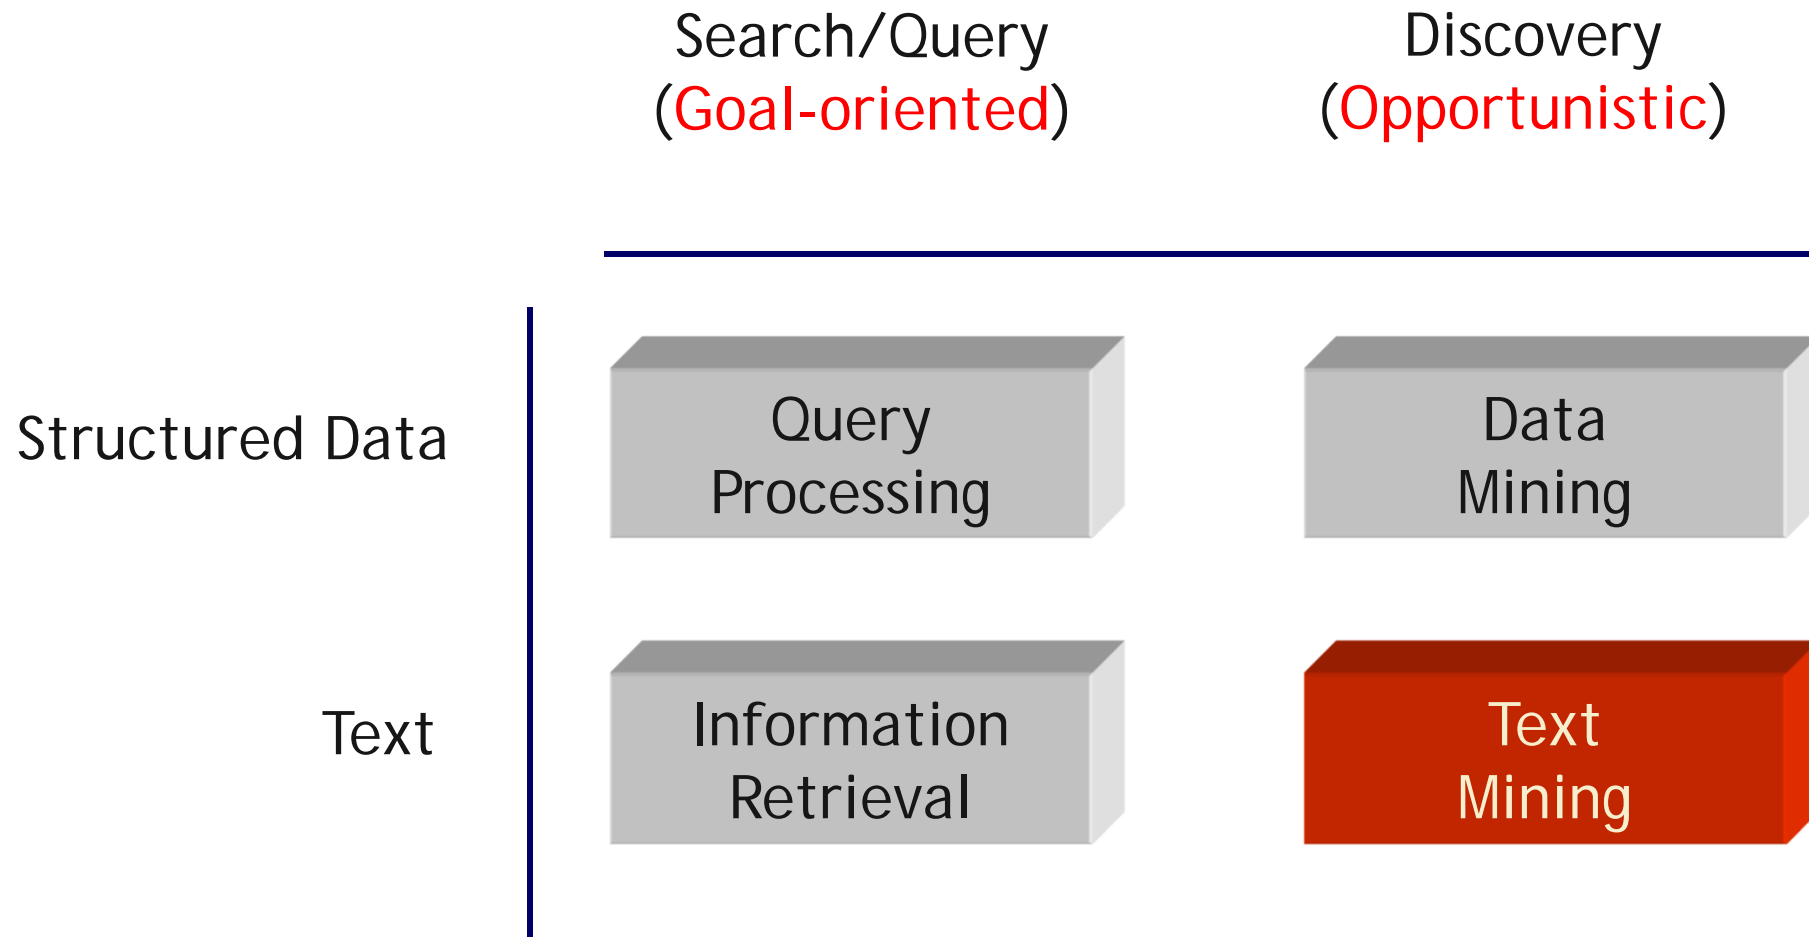 Search/Query
(Goal-oriented)
Discovery
(Opportunistic)
Structured Data
Query
Processing
Data
Mining
Text
Information
Retrieval
Text
Mining